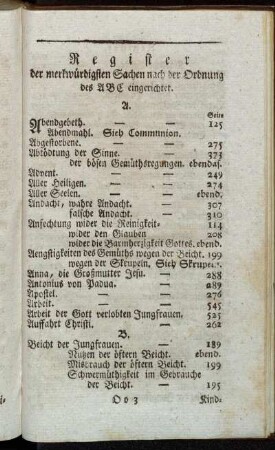 Register
der merkwürdigsten Sachen nach der Ordnung
des ABC eingerichtet.
A.
Seite
Abendgebeth. — — 125
Abendmahl. Sieh Communion.
Abgestorbene. — — 275
Abtödtung der Sinne. — 373
der bösen Gemüthsregungen. ebendas.
Advent. — — 249
Aller Heiligen. — — 274
Aller Seelen. — — ebend.
Andacht, wahre Andacht. — 307
falsche Andacht. — 310
Anfechtung wider die Reinigkeit- 114
wider den Glauben 208
wider die Barmherzigkeit Gottes. ebend.
Aengstigkeiten des Gemüths wegen der Beicht. 199
wegen der Skrupeln, Sieh Skrupel.
Anna, die Großmutter Jesu. — 288
Antonius von Padua. — 289
Apostel. — — 276
Arbeit. — — 545
Arbeit der Gott verlobten Jungfrauen. 525
Auffahrt Christi. — — 262
B.
Beicht der Jungfrauen. — 189
Nutzen der öftern Beicht. ebend.
Misbrauch der öftern Beicht. 199
Schwermüthigkeit im Gebrauche
der Beicht. — 195
Oo 3 Kind-